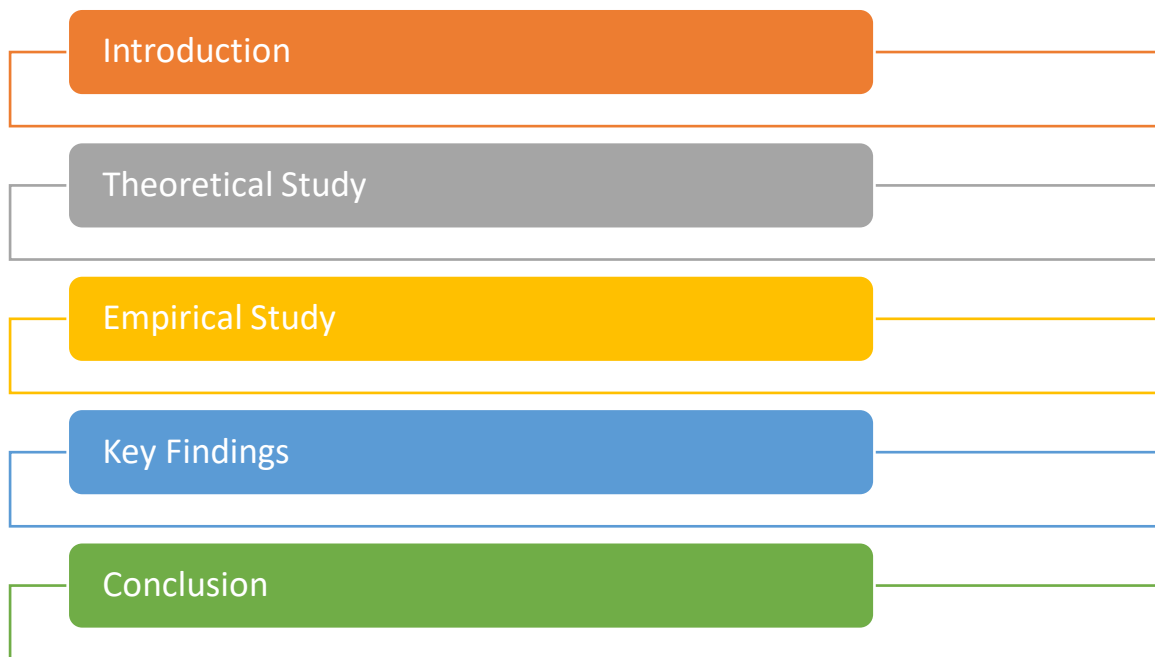 Introduction
Theoretical Study
Empirical Study
Key Findings
Conclusion